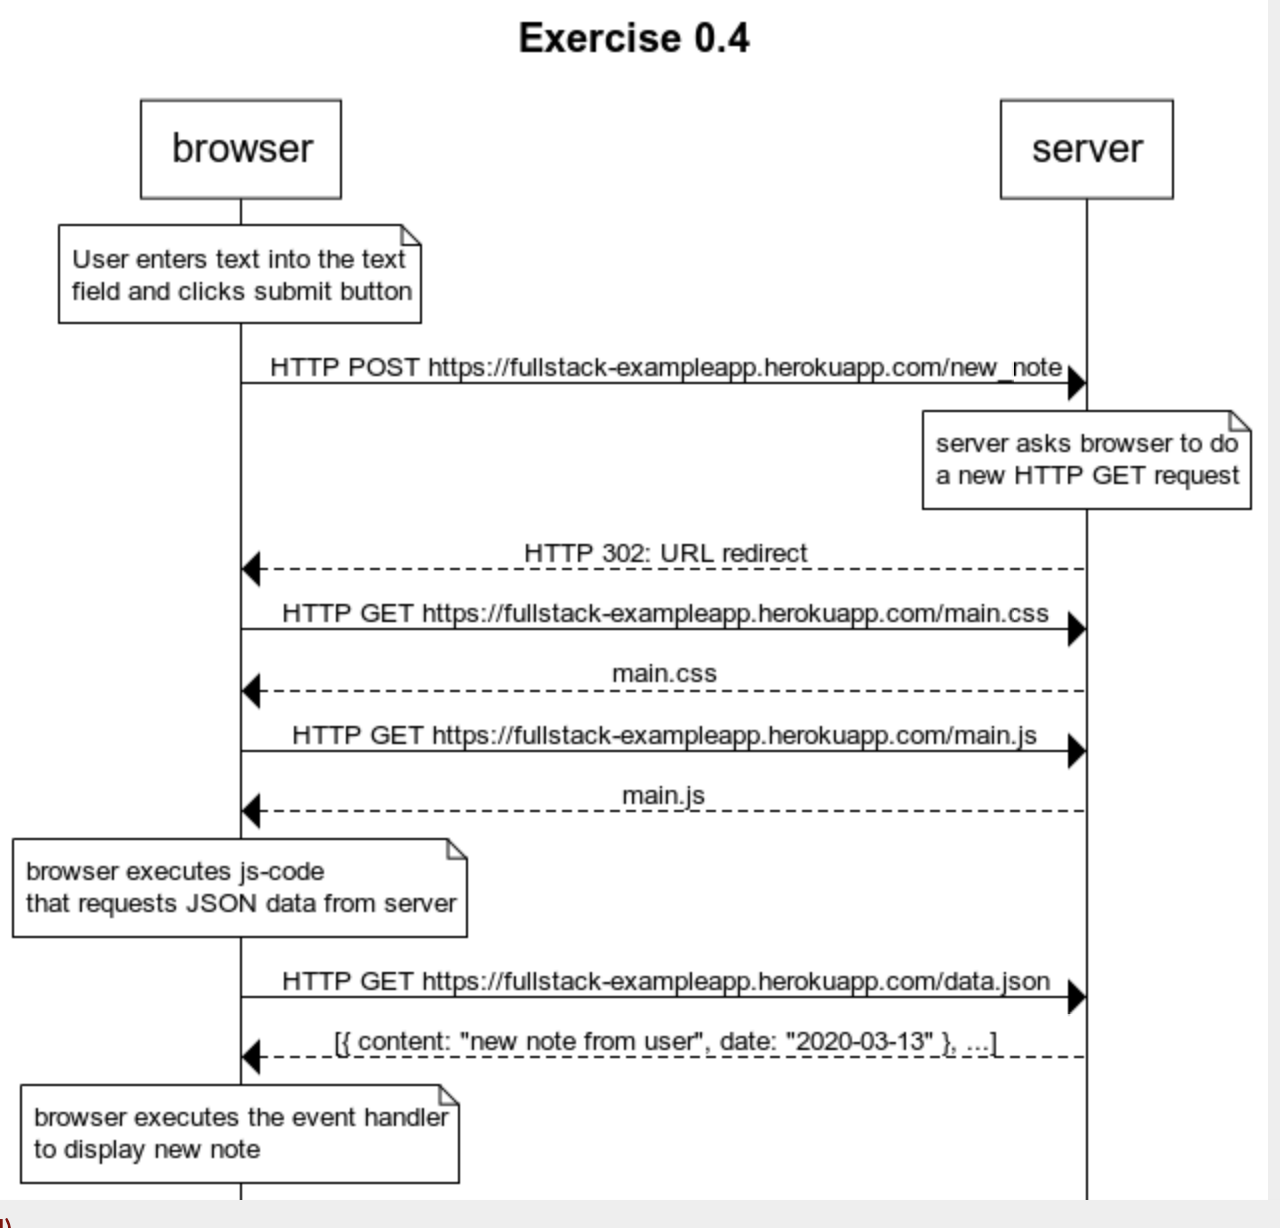 Exercise 0.4
browser
server
User enters text into the text
field and clicks submit button
HTTP POST https://fullstack-exampleapp.herokuapp.com/new_note
server asks browser to do
a new HTTP GET request
HTTP 302: URL redirect
HTTP GET https://fullstack-exampleapp.herokuapp.com/main.css
main.css
HTTP GET https://fullstack-exampleapp.herokuapp.com/main.js
main.js
browser executes js-code
that requests JSON data from server
HTTP GET https://fullstack-exampleapp.herokuapp.com/data.json
[{ content: "new note from user", date: "2020-03-13" }, ...]
browser executes the event handler
to display new note